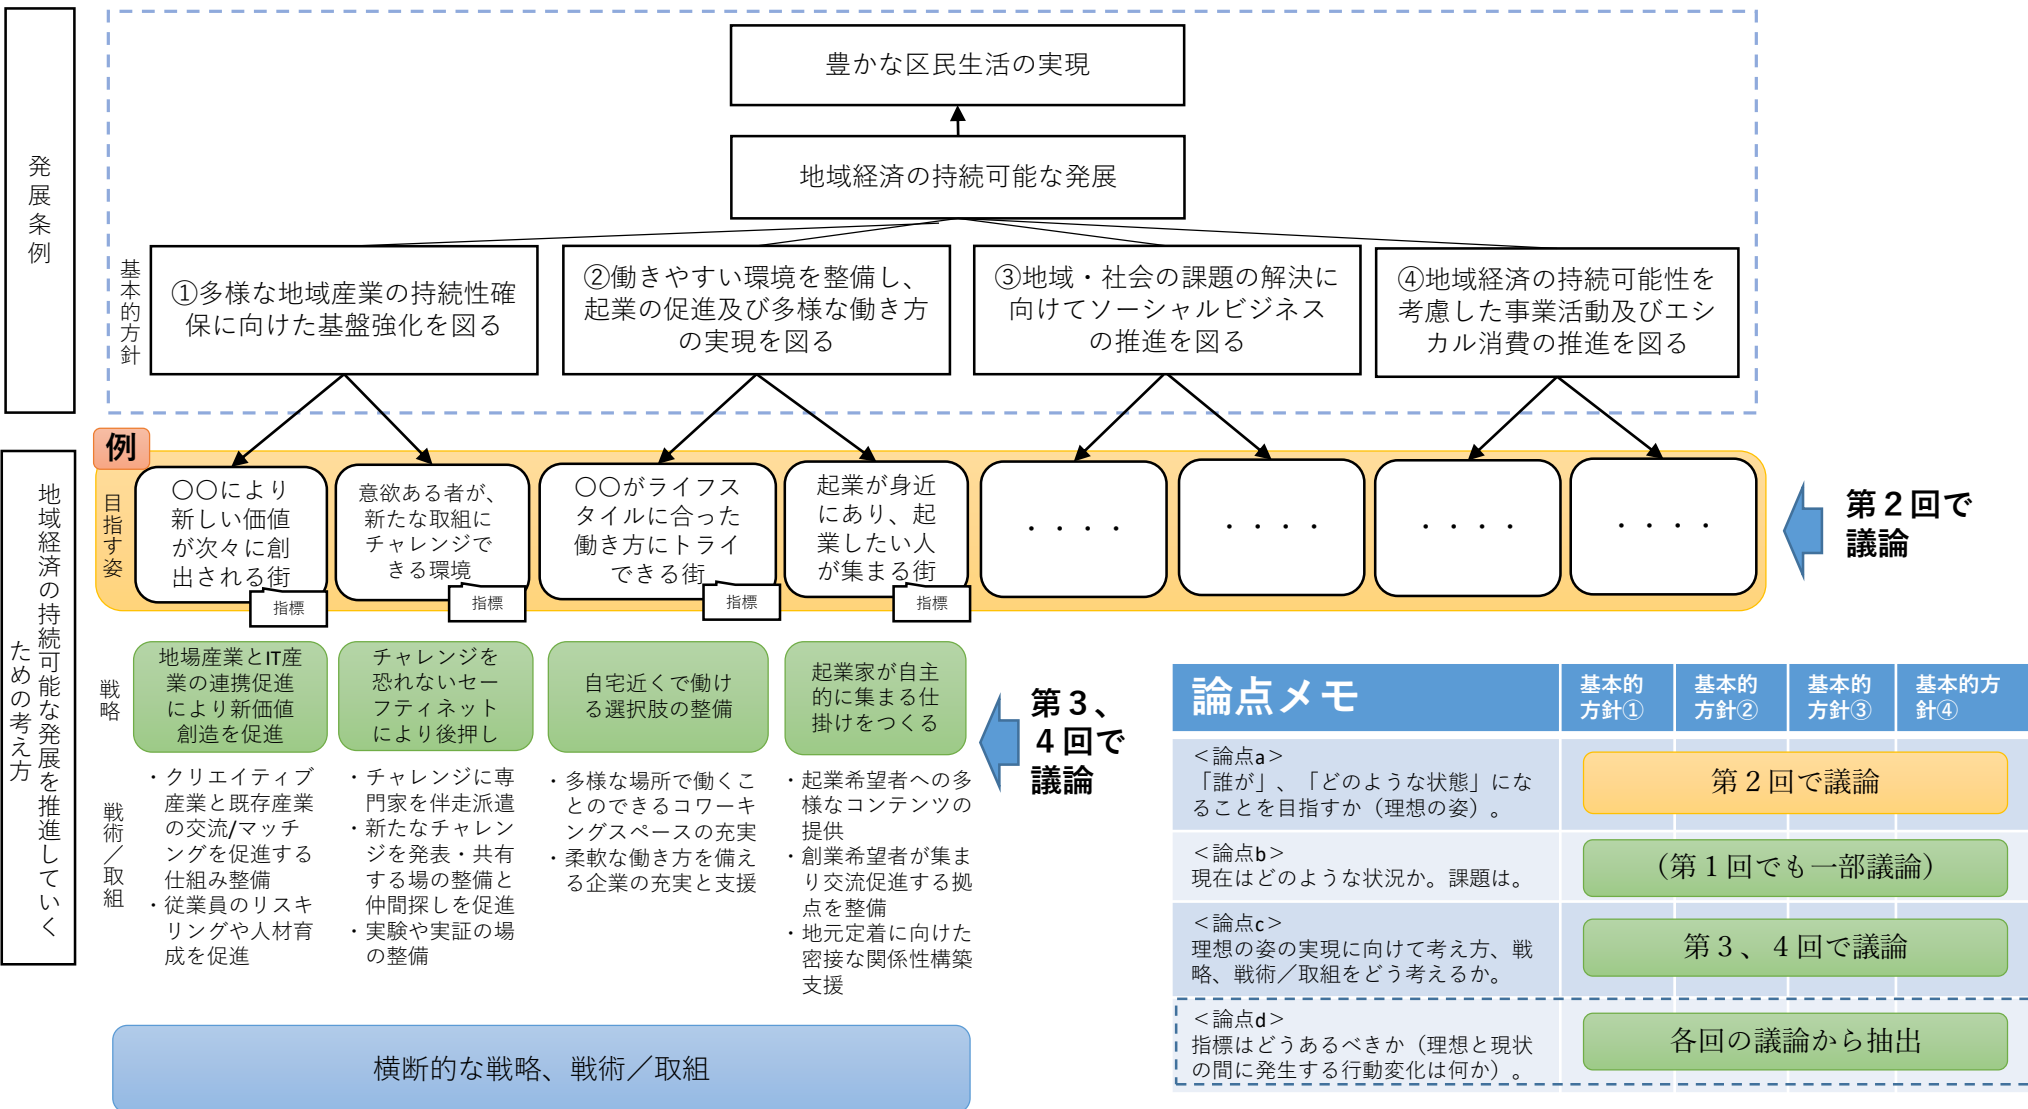 発展条例
豊かな区民生活の実現
地域経済の持続可能な発展
基本的方針
①多様な地域産業の持続性確
保に向けた基盤強化を図る
②働きやすい環境を整備し、
起業の促進及び多様な働き方
の実現を図る
③地域・社会の課題の解決に
向けてソーシャルビジネス
の推進を図る
④地域経済の持続可能性を
考慮した事業活動及びエシ
カル消費の推進を図る
地域経済の持続可能な発展を推進していく
ための考え方
例
目指す姿
〇〇により
新しい価値
が次々に創
出される街
指標
意欲ある者が、
新たな取組に
チャレンジで
きる環境
指標
〇〇がライフス
タイルに合った
働き方にトライ
できる街
指標
起業が身近
にあり、起
業したい人
が集まる街
指標
・・・・
・・・・
・・・・
・・・・
第２回で
議論
戦略
地場産業とIT産
業の連携促進
により新価値
創造を促進
チャレンジを
恐れないセー
フティネット
により後押し
自宅近くで働け
る選択肢の整備
起業家が自主
的に集まる仕
掛けをつくる
第３、
４回で
議論
戦術／取組
・クリエイティブ
産業と既存産業
の交流/マッチ
ングを促進する
仕組み整備
・従業員のリスキ
リングや人材育
成を促進
・チャレンジに専
門家を伴走派遣
・新たなチャレン
ジを発表・共有
する場の整備と
仲間探しを促進
・実験や実証の場
の整備
・多様な場所で働くこ
とのできるコワーキ
ングスペースの充実
・柔軟な働き方を備え
る企業の充実と支援
・起業希望者への多
様なコンテンツの
提供
・創業希望者が集ま
り交流促進する拠
点を整備
・地元定着に向けた
密接な関係性構築
支援
横断的な戦略、戦術／取組
論点メモ
基本的
方針①
基本的
方針②
基本的
方針③
基本的方
針④
＜論点a＞
「誰が」、「どのような状態」にな
ることを目指すか（理想の姿）。
第２回で議論
＜論点b＞
現在はどのような状況か。課題は。
（第１回でも一部議論）
＜論点c＞
理想の姿の実現に向けて考え方、戦
略、戦術／取組をどう考えるか。
第３、４回で議論
＜論点d＞
指標はどうあるべきか（理想と現状
の間に発生する行動変化は何か）。
各回の議論から抽出